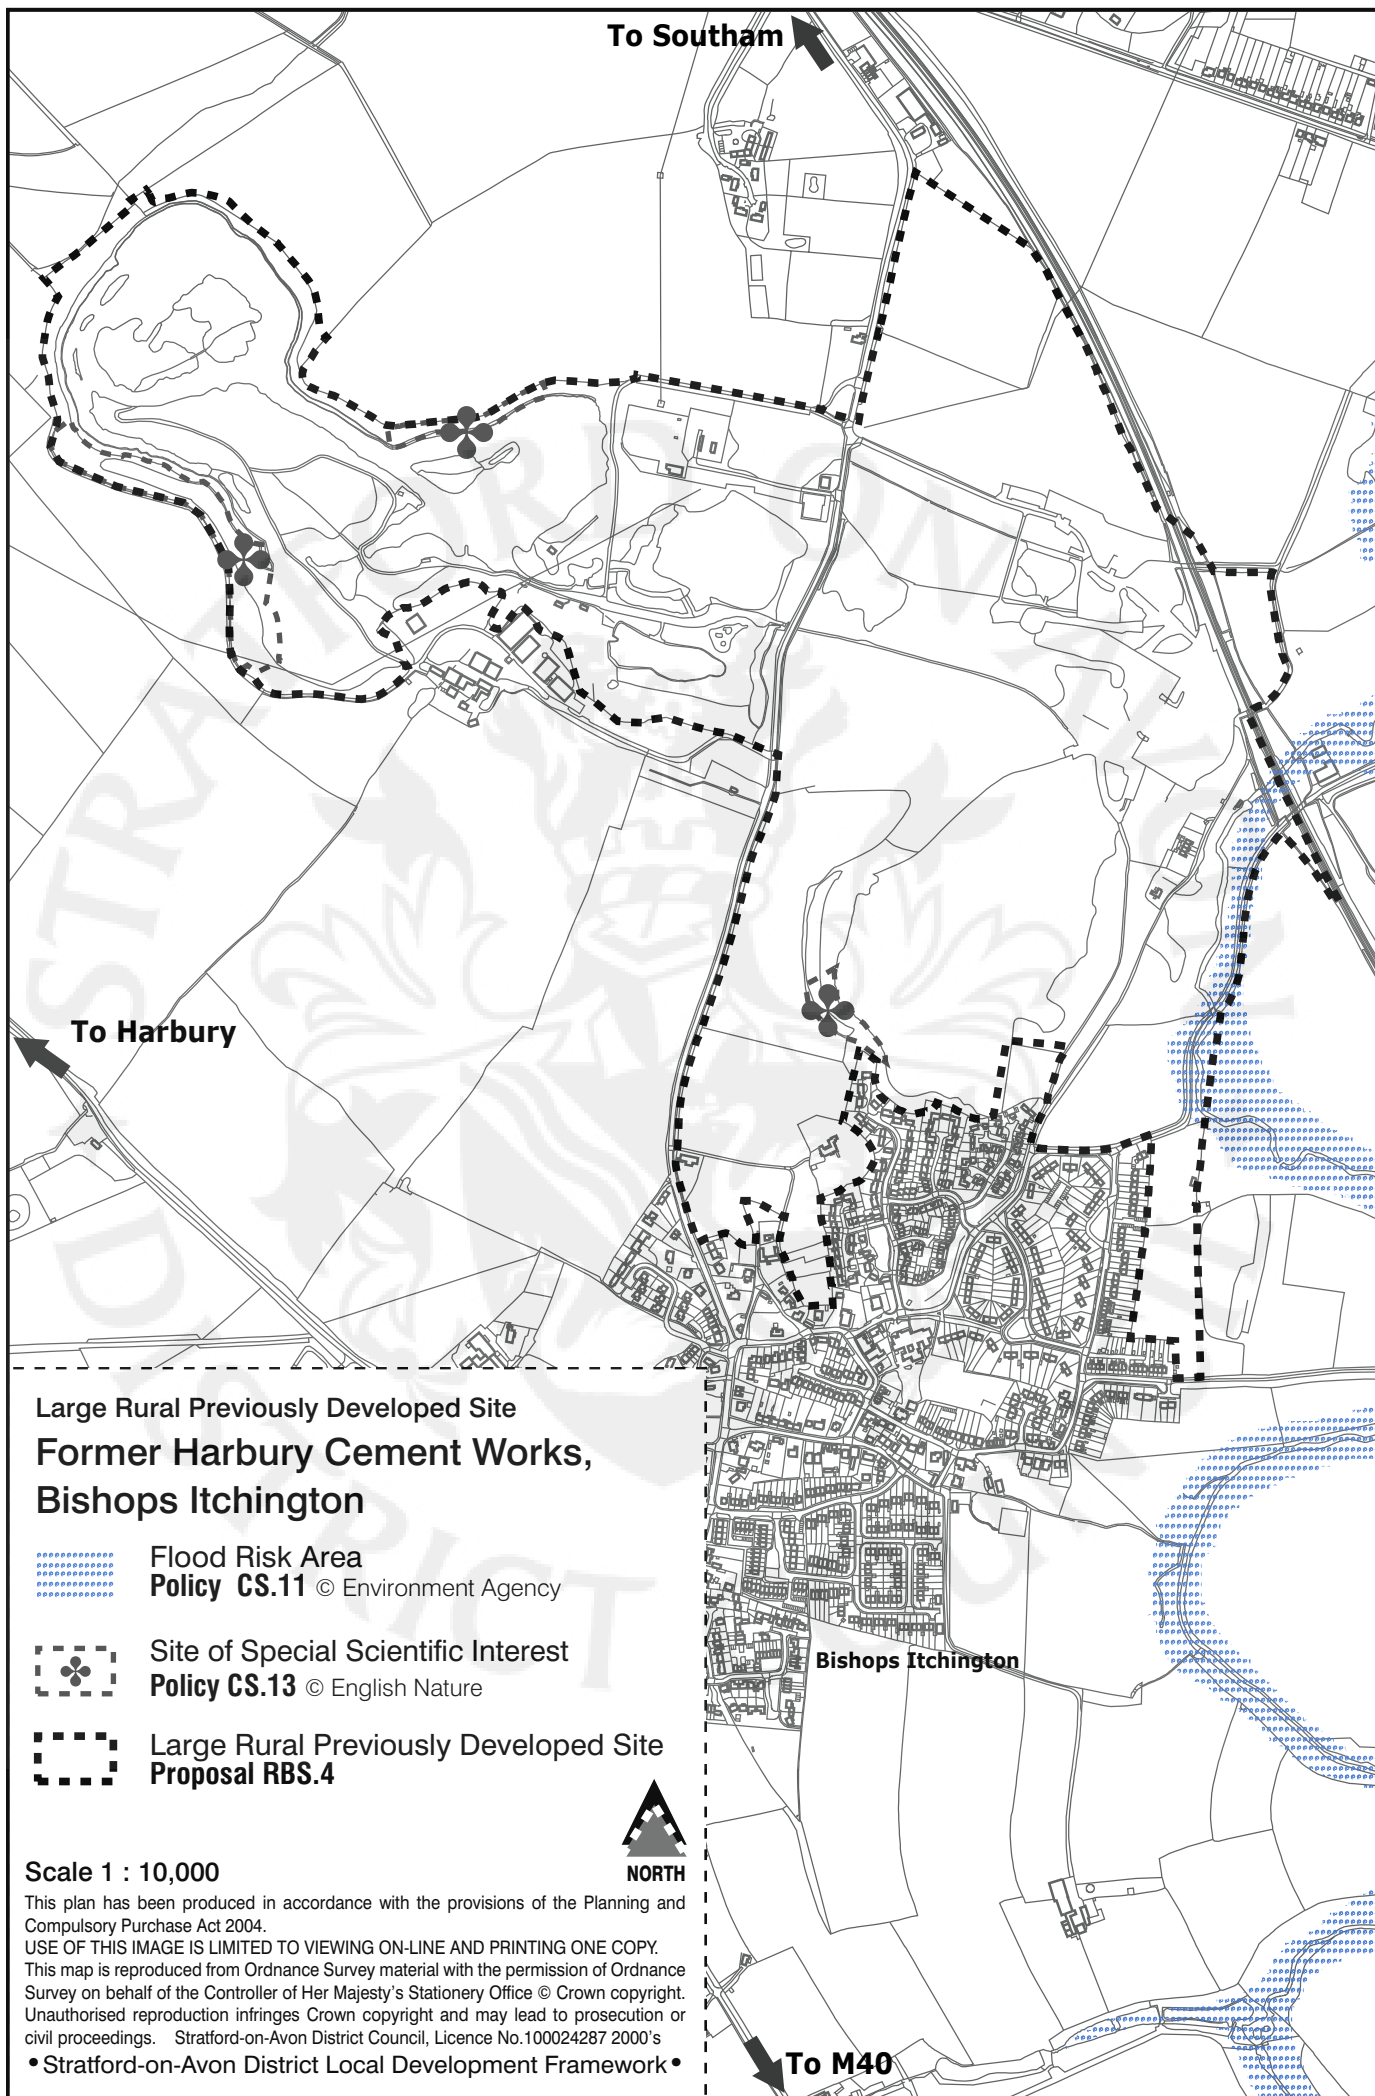 To Southam
To Harbury
STRATFORD ON AVON
DISTRICT COUNCIL
Large Rural Previously Developed Site
Former Harbury Cement Works,
Bishops Itchington
Flood Risk Area
Policy CS.11 © Environment Agency
Site of Special Scientific Interest
Policy CS.13 © English Nature
Large Rural Previously Developed Site
Proposal RBS.4
NORTH
Scale 1 : 10,000
This plan has been produced in accordance with the provisions of the Planning and
Compulsory Purchase Act 2004.
USE OF THIS IMAGE IS LIMITED TO VIEWING ON-LINE AND PRINTING ONE COPY.
This map is reproduced from Ordnance Survey material with the permission of Ordnance
Survey on behalf of the Controller of Her Majesty's Stationery Office © Crown copyright.
Unauthorised reproduction infringes Crown copyright and may lead to prosecution or
civil proceedings. Stratford-on-Avon District Council, Licence No.100024287 2000's
• Stratford-on-Avon District Local Development Framework •
Bishops Itchington
To M40